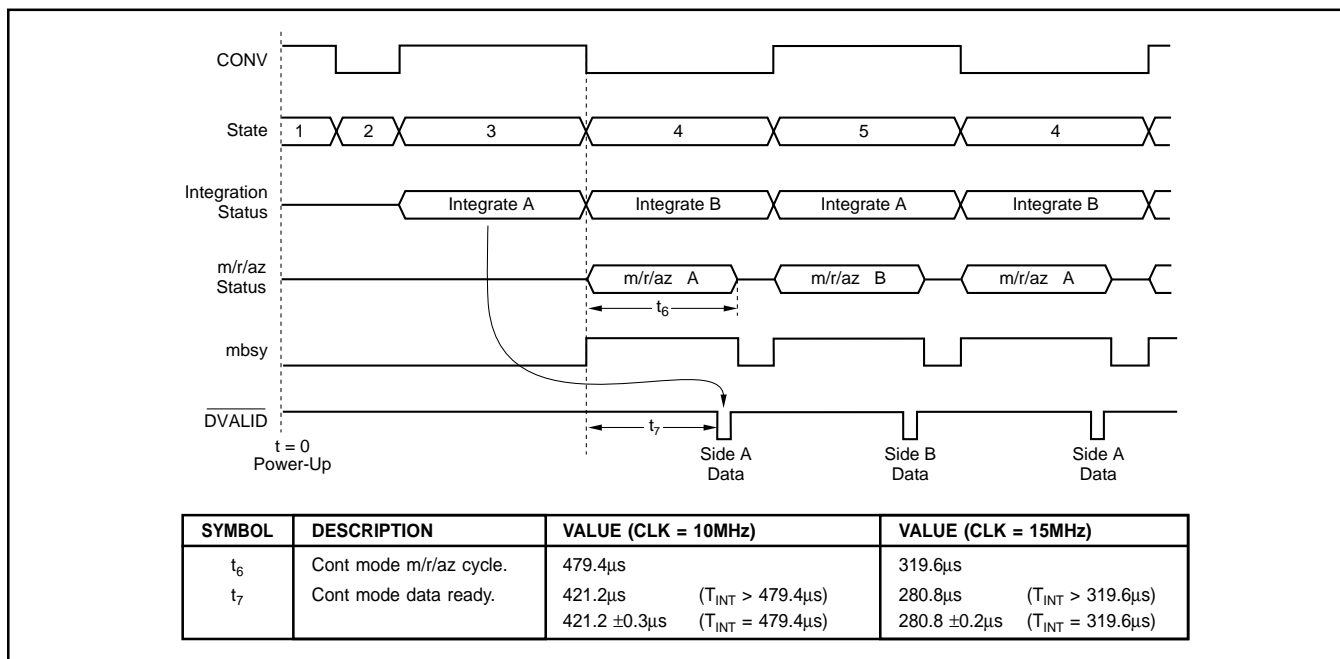 CONV
State 1 2 3 4 5 4
Integration
Status
Integrate A Integrate B Integrate A Integrate B
m/r/az
Status
m/r/az A m/r/az B m/r/az A
t6
mbsy
DVALID
t7
t = 0
Power-Up
Side A
Data
Side B
Data
Side A
Data
SYMBOL DESCRIPTION VALUE (CLK = 10MHz) VALUE (CLK = 15MHz)
t6 Cont mode m/r/az cycle. 479.4µs 319.6µs
t7 Cont mode data ready. 421.2µs (TINT > 479.4µs) 280.8µs (TINT > 319.6µs)
421.2 ±0.3µs (TINT = 479.4µs) 280.8 ±0.2µs (TINT = 319.6µs)